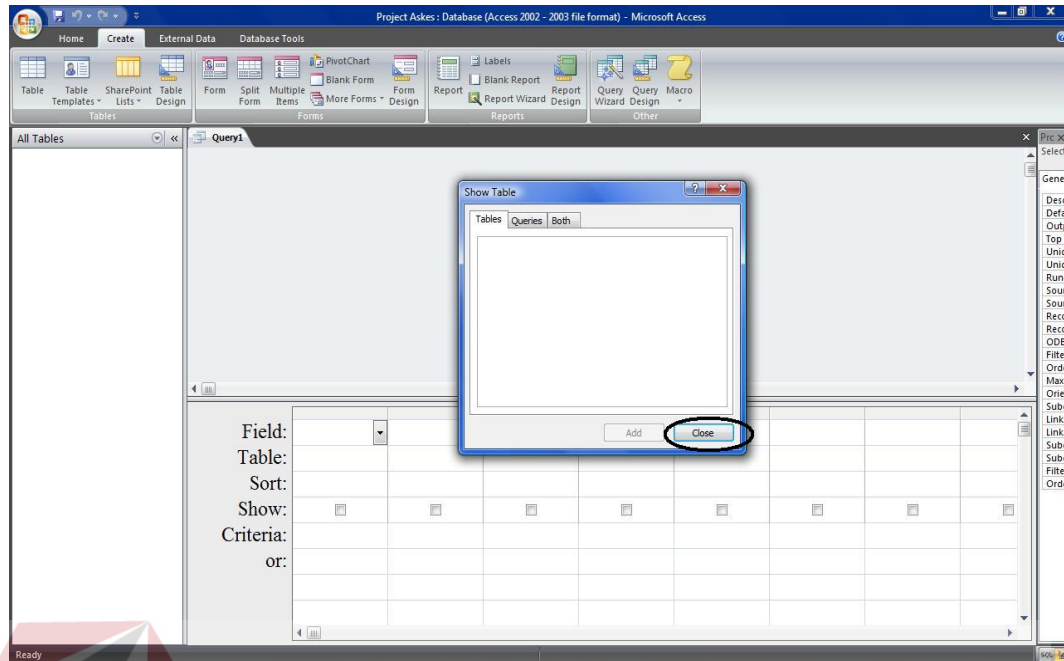 Project Askes : Database (Access 2002 - 2003 file format) - Microsoft Access
Home Create External Data Database Tools
Table
Table Templates
SharePoint Lists
Table Design
Tables
Form
Split Form
Multiple Items
PivotChart
Blank Form
More Forms
Form Design
Forms
Report
Labels
Blank Report
Report Wizard
Report Design
Reports
Query Wizard
Query Design
Macro
Other
All Tables
Query1
Show Table
Tables Queries Both
Add Close
Field:
Table:
Sort:
Show:
Criteria:
or:
Ready